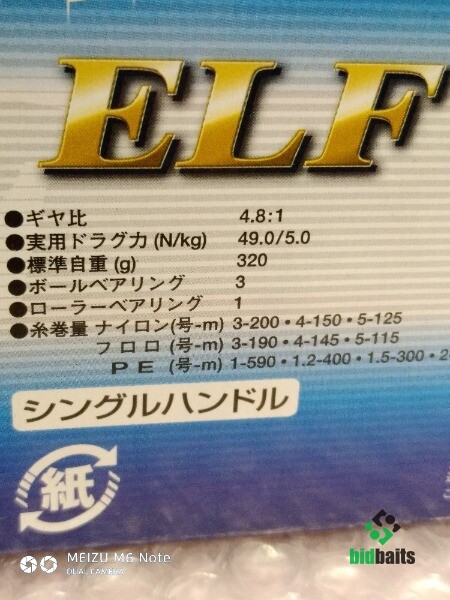 ELF
●ギヤ比 4.8:1
●実用ドラグ力 (N/kg) 49.0/5.0
●標準自重 (g) 320
●ボールベアリング 3
●ローラーベアリング 1
●糸巻量 ナイロン(号-m) 3-200・4-150・5-125
フロロ (号-m) 3-190・4-145・5-115
PE (号-m) 1-590・1.2-400・1.5-300・2
シングルハンドル
紙
MEIZU M6 Note
DUAL CAMERA
bidbaits